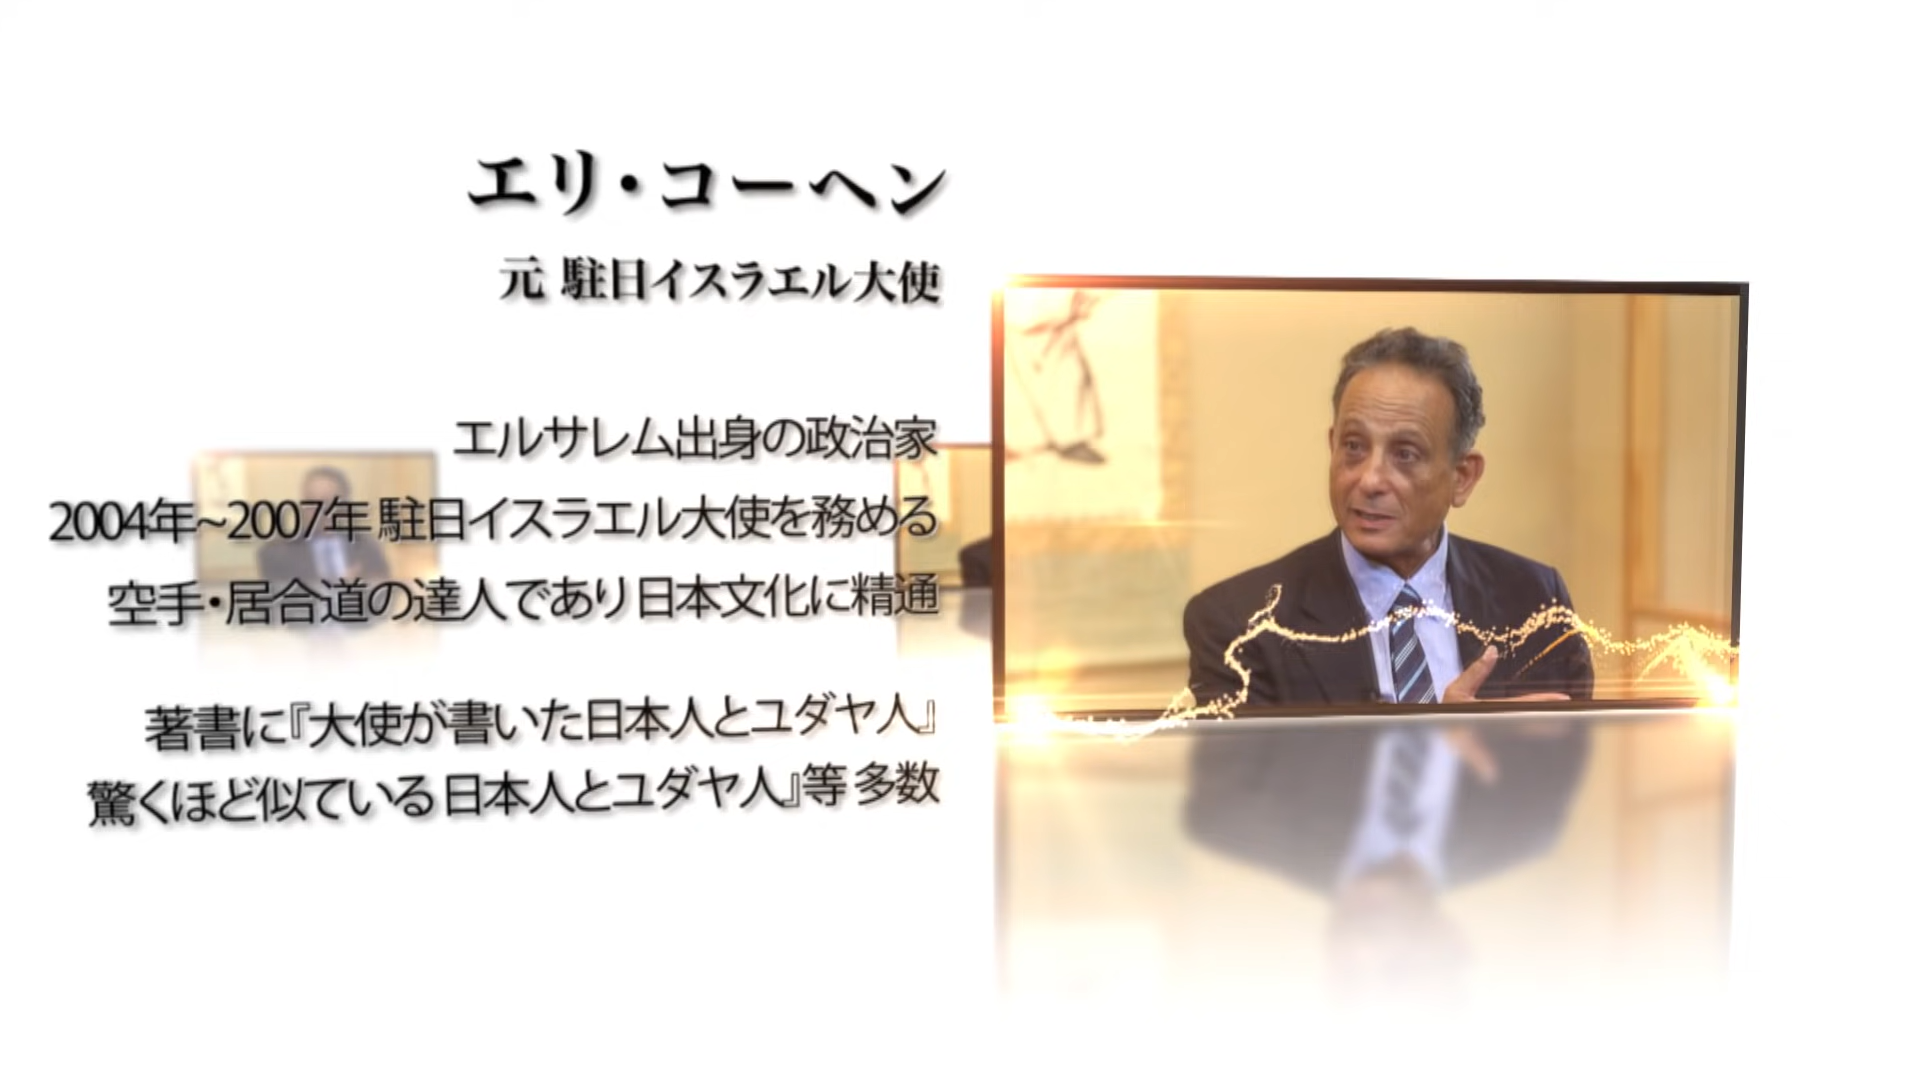 エリ・コーヘン
元 駐日イスラエル大使
エルサレム出身の政治家
2004年~2007年 駐日イスラエル大使を務める
空手・居合道の達人であり 日本文化に精通
著書に『大使が書いた日本人とユダヤ人』
驚くほど似ている 日本人とユダヤ人』等 多数